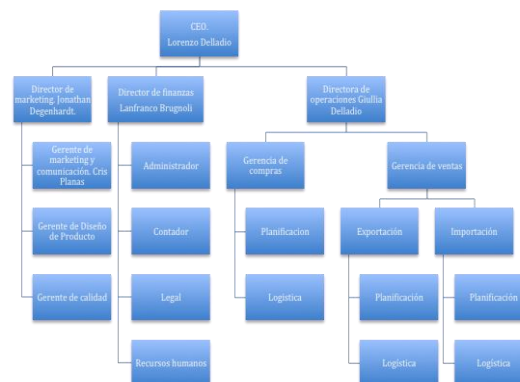 CEO.
Lorenzo Delladio
Director de
marketing. Jonathan
Degenhardt.
Director de finanzas
Lanfranco Brugnoli
Directora de
operaciones Giullia
Delladio
Gerente de
marketing y
comunicación. Cris
Planas
Administrador
Gerencia de
compras
Gerencia de ventas
Gerente de Diseño
de Producto
Contador
Planificacion
Exportación
Importación
Gerente de calidad
Legal
Logistica
Planificación
Planificación
Recursos humanos
Logística
Logística